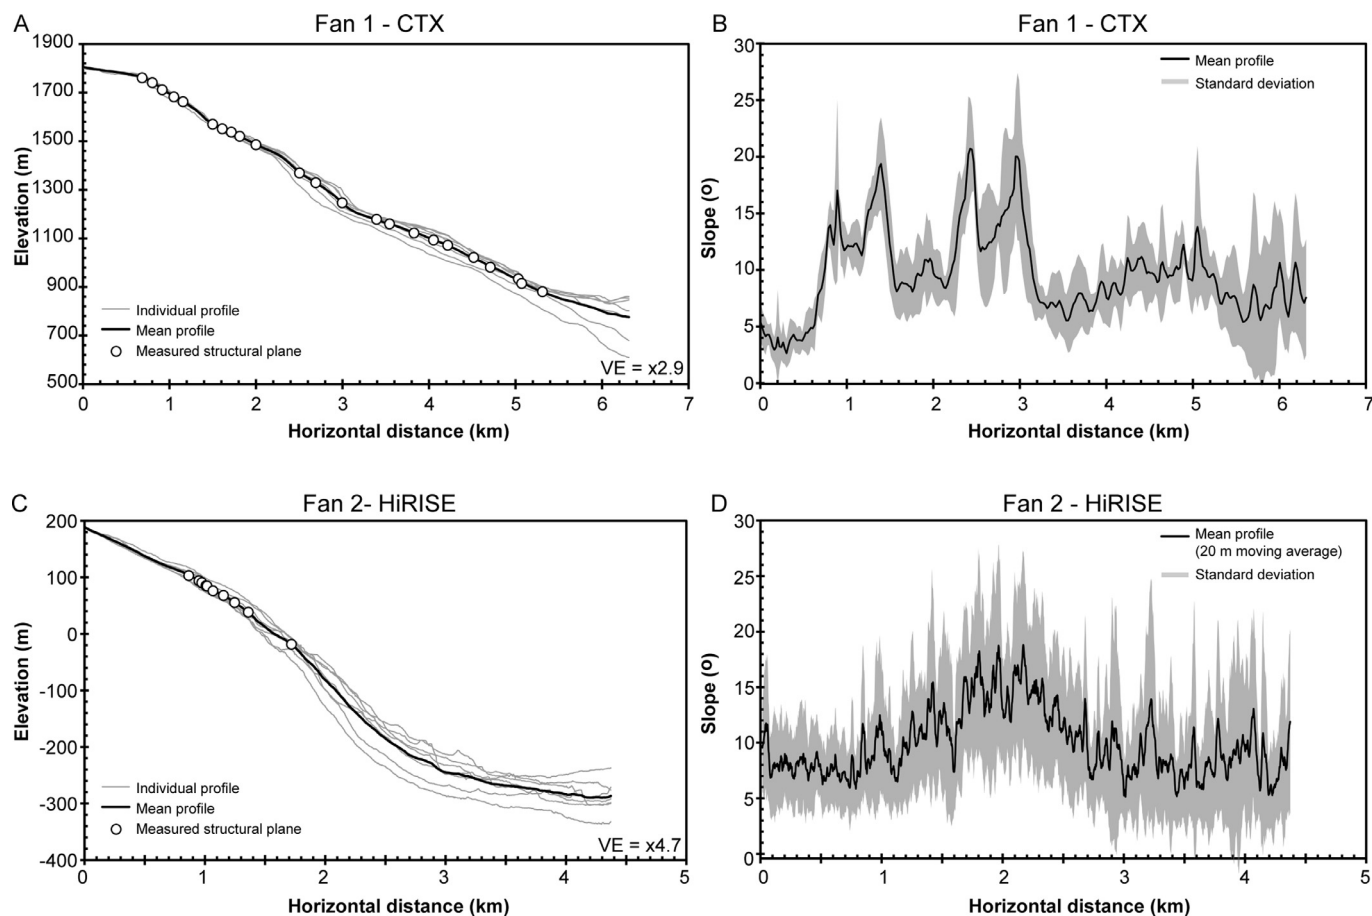 A
Fan 1 - CTX
1900
1700
1500
1300
1100
900
700
500
Elevation (m)
Individual profile
Mean profile
Measured structural plane
VE = x2.9
0 1 2 3 4 5 6 7
Horizontal distance (km)
B
Fan 1 - CTX
30
25
20
15
10
5
0
Slope (º)
Mean profile
Standard deviation
0 1 2 3 4 5 6 7
Horizontal distance (km)
C
Fan 2- HiRISE
200
100
0
-100
-200
-300
-400
Elevation (m)
Individual profile
Mean profile
Measured structural plane
VE = x4.7
0 1 2 3 4 5
Horizontal distance (km)
D
Fan 2 - HiRISE
30
25
20
15
10
5
0
Slope (º)
Mean profile
(20 m moving average)
Standard deviation
0 1 2 3 4 5
Horizontal distance (km)